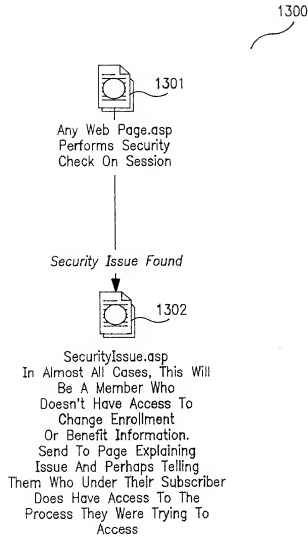 1300
1301
Any Web Page.asp
Performs Security
Check On Session
Security Issue Found
1302
SecurityIssue.asp
In Almost All Cases, This Will
Be A Member Who
Doesn't Have Access To
Change Enrollment
Or Benefit Information.
Send To Page Explaining
Issue And Perhaps Telling
Them Who Under Their Subscriber
Does Have Access To The
Process They Were Trying To
Access